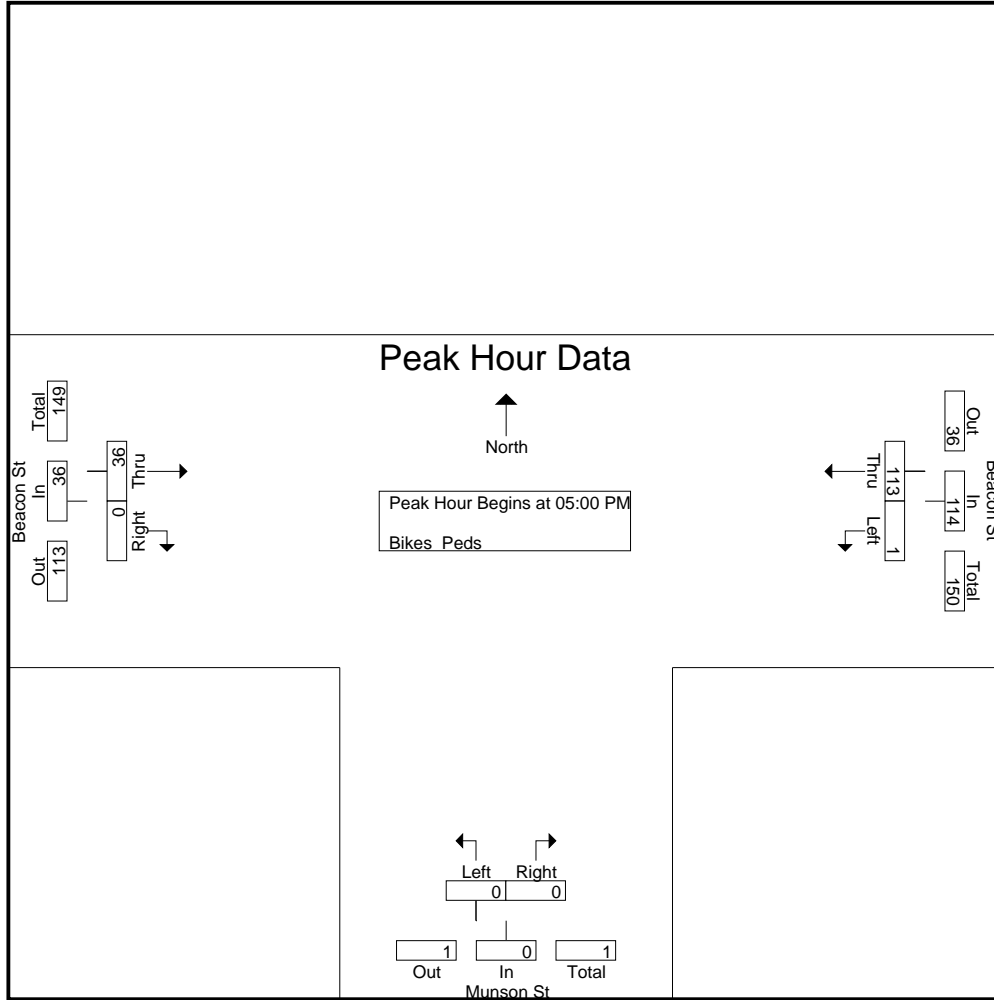 Peak Hour Data
North
Peak Hour Begins at 05:00 PM
Bikes Peds
Beacon St
Total
149
In
36
Out
113
36
Thru
0
Right
Beacon St
Out
36
In
114
Total
150
113
Thru
1
Left
Left Right
0 0
1 0 1
Out In Total
Munson St